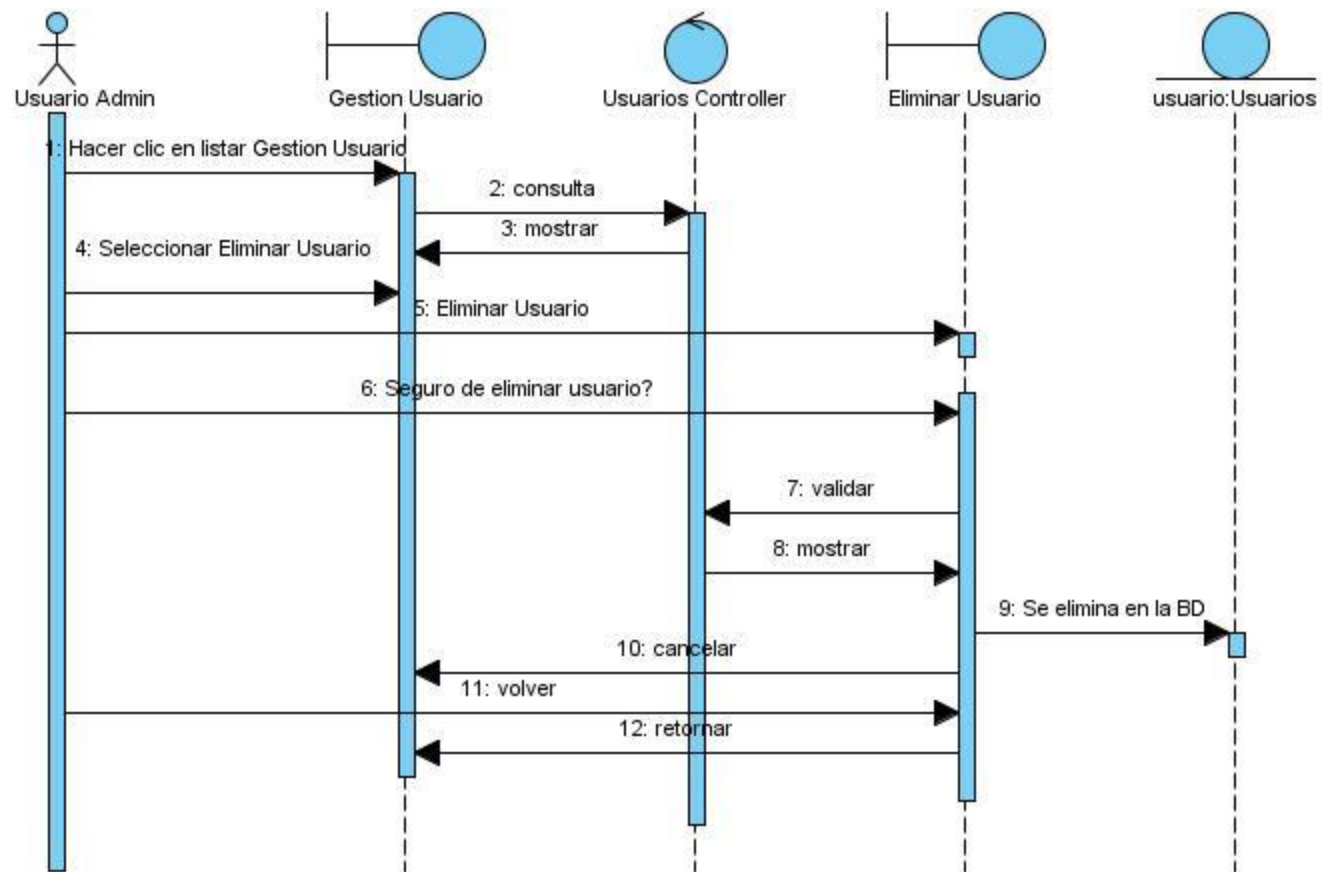 Usuario Admin
Gestion Usuario
Usuarios Controller
Eliminar Usuario
usuario:Usuarios
1: Hacer clic en listar Gestion Usuario
2: consulta
3: mostrar
4: Seleccionar Eliminar Usuario
5: Eliminar Usuario
6: Seguro de eliminar usuario?
7: validar
8: mostrar
9: Se elimina en la BD
10: cancelar
11: volver
12: retornar